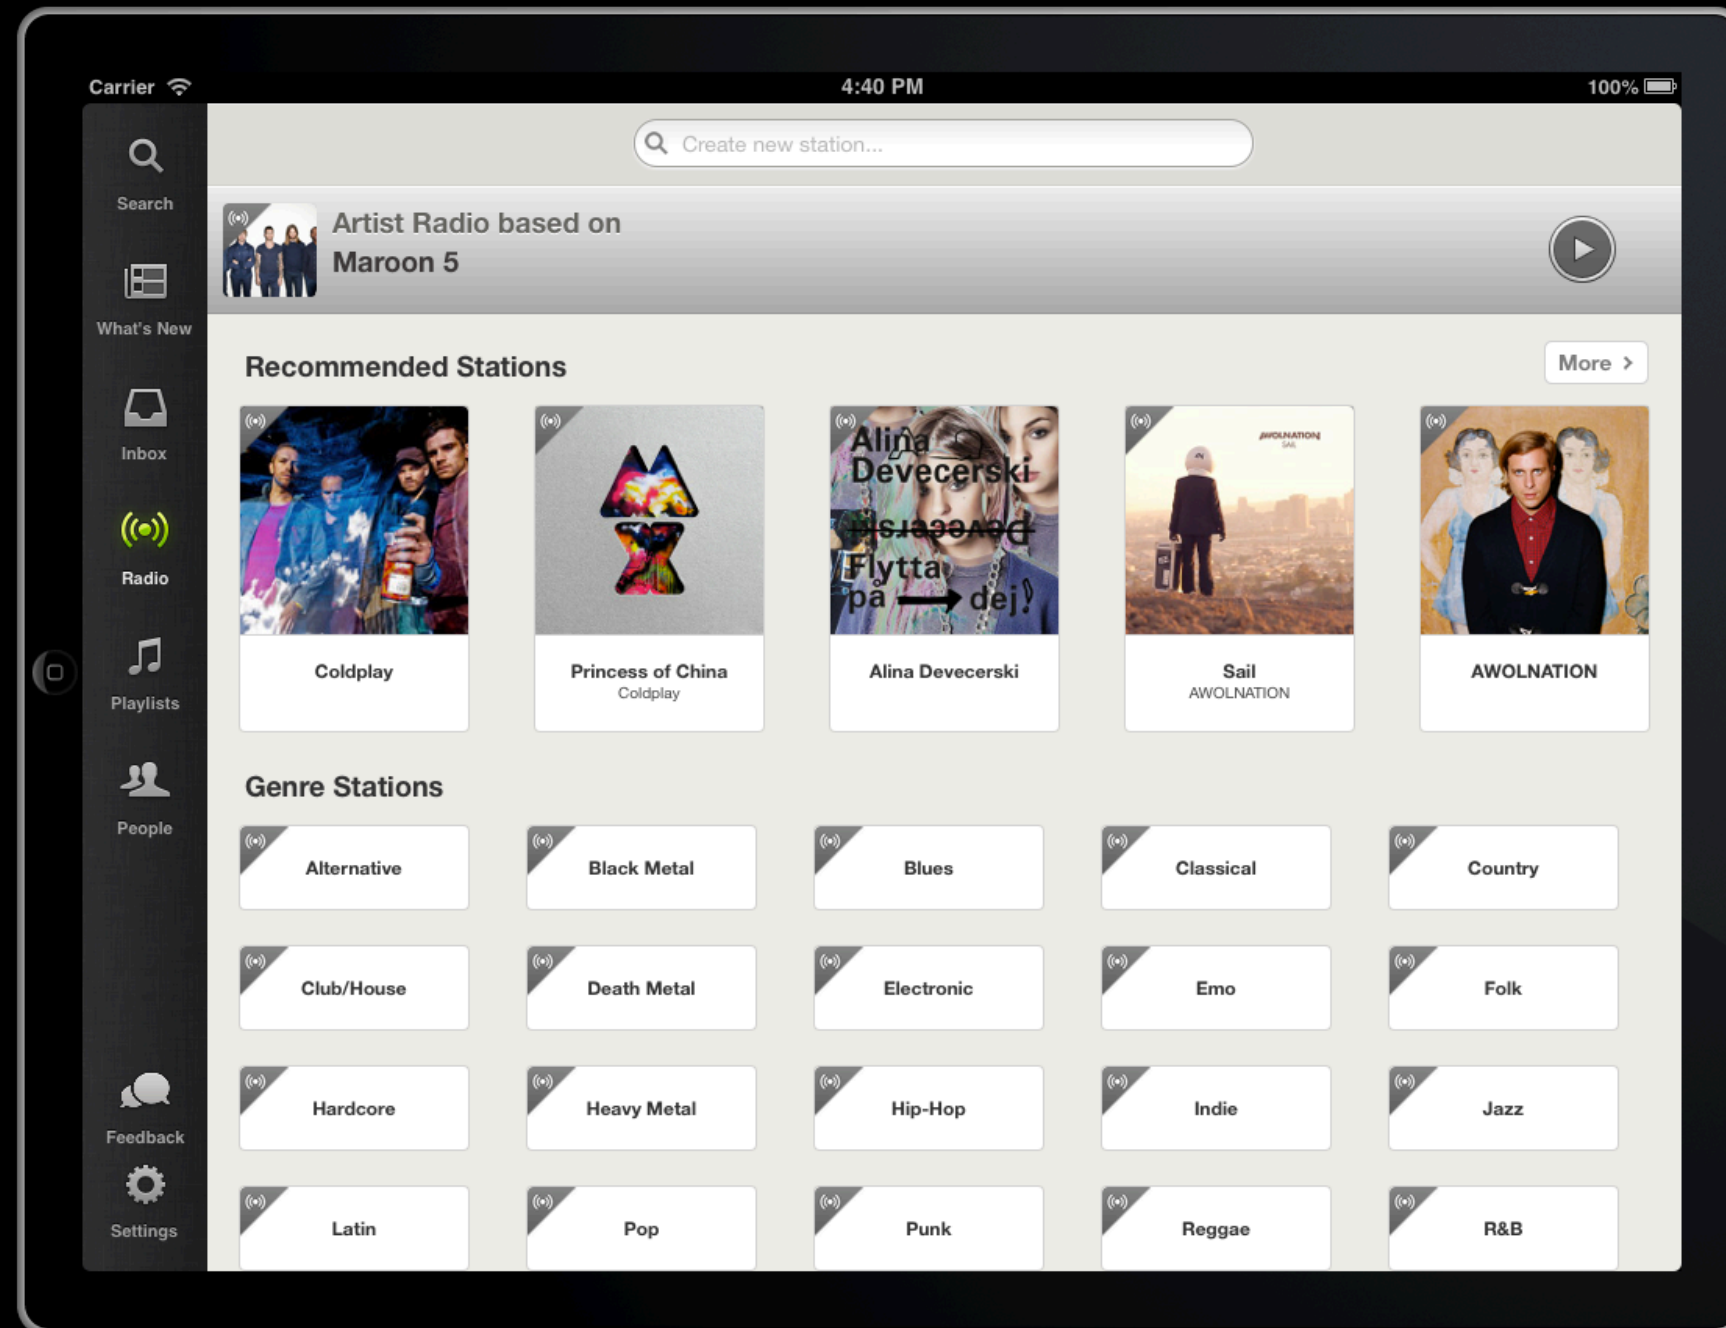 Carrier
4:40 PM
100%
Create new station...
Search
What's New
Inbox
Radio
Playlists
People
Feedback
Settings
Artist Radio based on
Maroon 5
Recommended Stations
More
Alina
Devecerski
Devecerski
Flytta
på dej!
AWOLNATION
SAIL
Coldplay
Princess of China
Coldplay
Alina Devecerski
Sail
AWOLNATION
AWOLNATION
Genre Stations
Alternative
Black Metal
Blues
Classical
Country
Club/House
Death Metal
Electronic
Emo
Folk
Hardcore
Heavy Metal
Hip-Hop
Indie
Jazz
Latin
Pop
Punk
Reggae
R&B